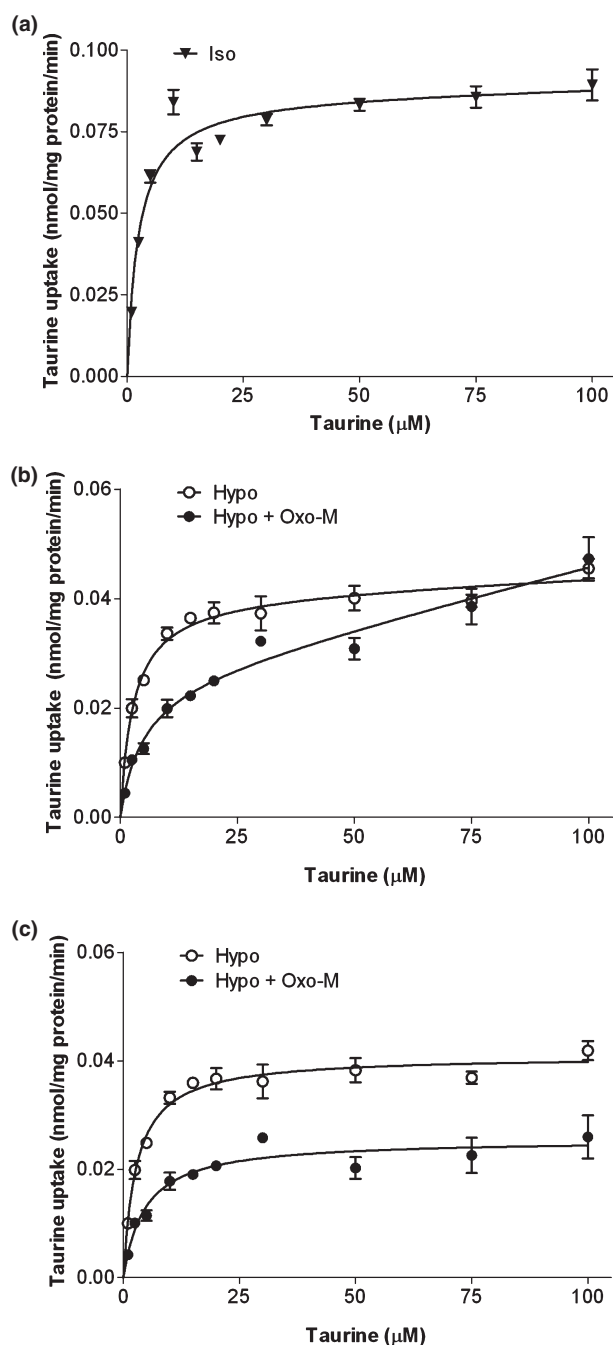 (a)
Iso
Taurine uptake (nmol/mg protein/min)
0.100
0.075
0.050
0.025
0.000
0
25
50
75
100
Taurine (μM)
(b)
Hypo
Hypo + Oxo-M
Taurine uptake (nmol/mg protein/min)
0.06
0.04
0.02
0.00
0
25
50
75
100
Taurine (μM)
(c)
Hypo
Hypo + Oxo-M
Taurine uptake (nmol/mg protein/min)
0.06
0.04
0.02
0.00
0
25
50
75
100
Taurine (μM)